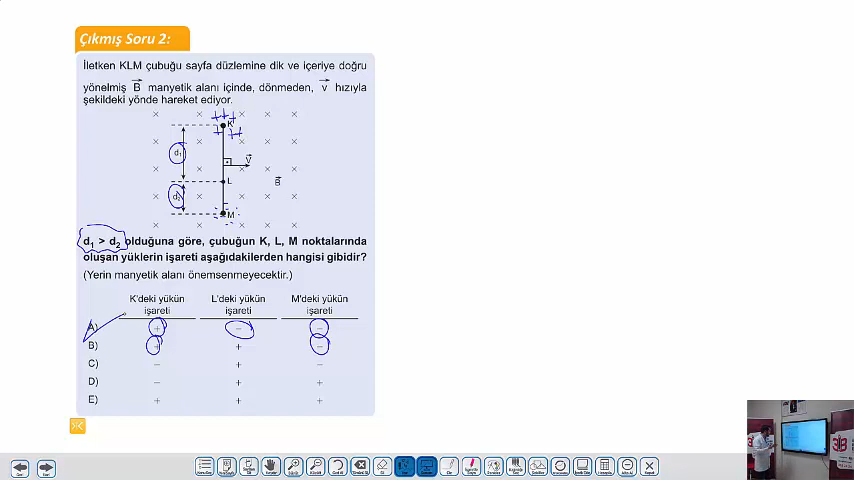 Çıkmış Soru 2:
İletken KLM çubuğu sayfa düzlemine dik ve içeriye doğru
yönelmiş B manyetik alanı içinde, dönmeden, v hızıyla
şekildeki yönde hareket ediyor.
K
d1
V
L
B
d2
M
d1 > d2 olduğuna göre, çubuğun K, L, M noktalarında
oluşan yüklerin işareti aşağıdakilerden hangisi gibidir?
(Yerin manyetik alanı önemsenmeyecektir.)
K'deki yükün işareti L'deki yükün işareti M'deki yükün işareti
A) + – –
B) + + –
C) – + –
D) – + +
E) + + +